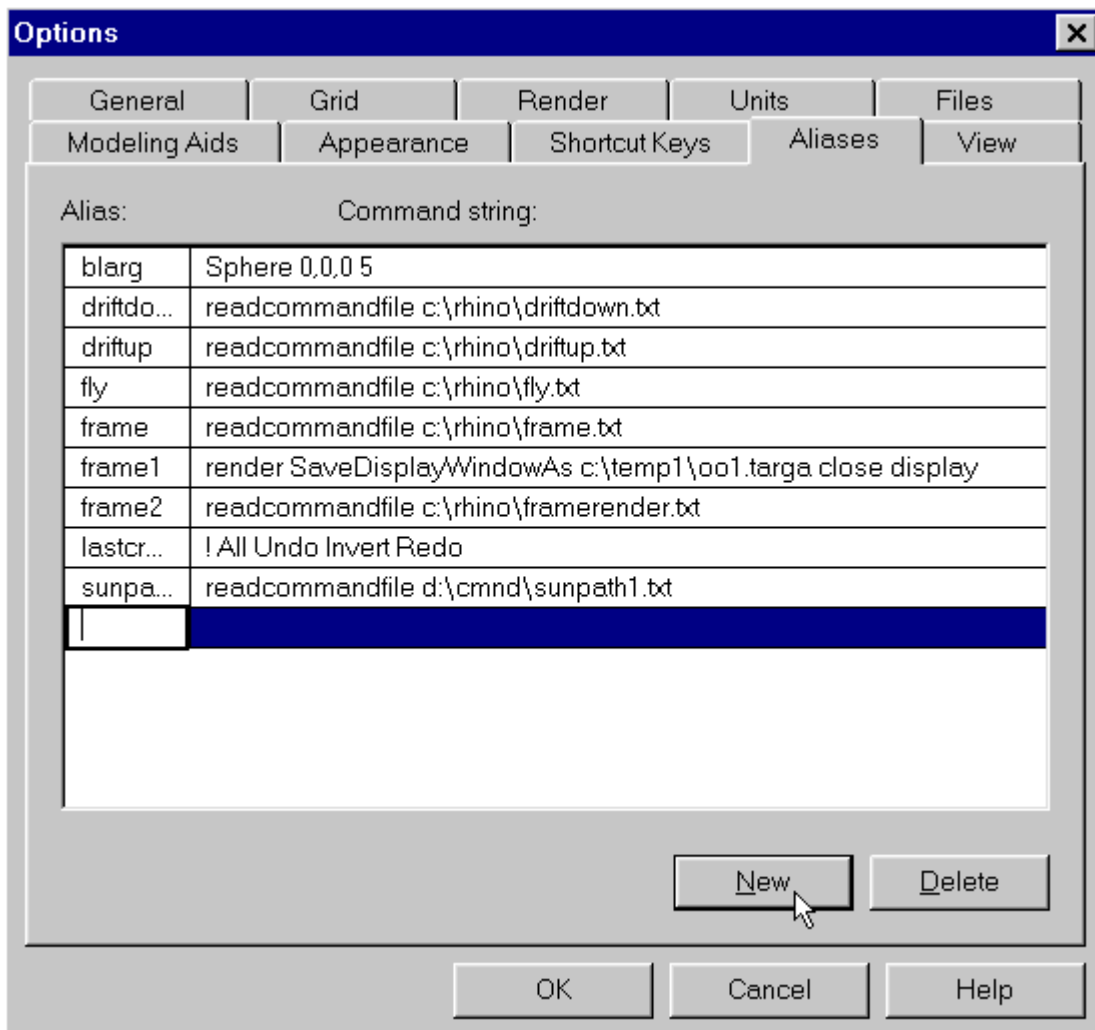 Options
General Grid Render Units Files
Modeling Aids Appearance Shortcut Keys Aliases View
Alias: Command string:
blarg Sphere 0,0,0 5
driftdo... readcommandfile c:\rhino\driftdown.txt
driftup readcommandfile c:\rhino\driftup.txt
fly readcommandfile c:\rhino\fly.txt
frame readcommandfile c:\rhino\frame.txt
frame1 render SaveDisplayWindowAs c:\temp1\oo1.targa close display
frame2 readcommandfile c:\rhino\framerender.txt
lastcr... ! All Undo Invert Redo
sunpa... readcommandfile d:\cmnd\sunpath1.txt
New Delete
OK Cancel Help